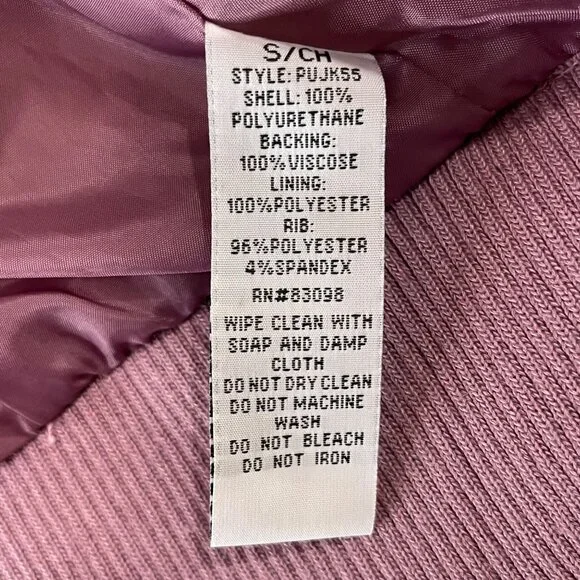 S/CH
STYLE: PUJK55
SHELL: 100%
POLYURETHANE
BACKING:
100%VISCOSE
LINING:
100%POLYESTER
RIB:
96%POLYESTER
4%SPANDEX
RN#83098
WIPE CLEAN WITH
SOAP AND DAMP
CLOTH
DO NOT DRY CLEAN
DO NOT MACHINE
WASH
DO NOT BLEACH
DO NOT IRON